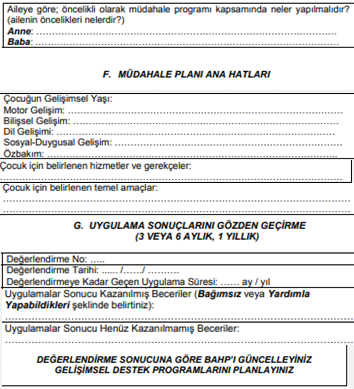 Aileye göre; öncelikli olarak müdahale programı kapsamında neler yapılmalıdır?
(ailenin öncelikleri nelerdir?)
Anne: ……………………………………………………………………
Baba: ……………………………………………………………………
F. MÜDAHALE PLANI ANA HATLARI
Çocuğun Gelişimsel Yaşı:
Motor Gelişim: ……………………………………………………………
Bilişsel Gelişim: ……………………………………………………………
Dil Gelişimi: ……………………………………………………………
Sosyal-Duygusal Gelişim: ……………………………………………………
Özbakım: ……………………………………………………………
Çocuk için belirlenen hizmetler ve gerekçeler:
……………………………………………………………………………
Çocuk için belirlenen temel amaçlar:
……………………………………………………………………………
……………………………………………………………………………
G. UYGULAMA SONUÇLARINI GÖZDEN GEÇİRME
(3 VEYA 6 AYLIK, 1 YILLIK)
Değerlendirme No: …..
Değerlendirme Tarihi: ...... /……/ ……….
Değerlendirmeye Kadar Geçen Uygulama Süresi: …… ay / yıl
Uygulamalar Sonucu Kazanılmış Beceriler (Bağımsız veya Yardımla
Yapabildikleri şeklinde belirtiniz):
……………………………………………………………………………
Uygulamalar Sonucu Henüz Kazanılmamış Beceriler:
……………………………………………………………………………
DEĞERLENDİRME SONUCUNA GÖRE BAHP'I GÜNCELLEYİNİZ
GELİŞİMSEL DESTEK PROGRAMLARINI PLANLAYINIZ